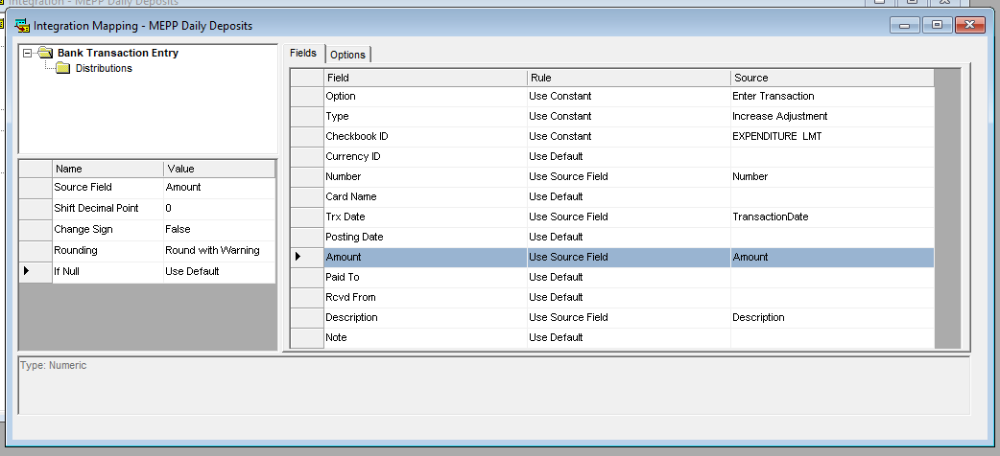 Integration - MEPP Daily Deposits
Integration Mapping - MEPP Daily Deposits
Bank Transaction Entry
Distributions
Name Value
Source Field Amount
Shift Decimal Point 0
Change Sign False
Rounding Round with Warning
If Null Use Default
Fields Options
Field Rule Source
Option Use Constant Enter Transaction
Type Use Constant Increase Adjustment
Checkbook ID Use Constant EXPENDITURE LMT
Currency ID Use Default
Number Use Source Field Number
Card Name Use Default
Trx Date Use Source Field TransactionDate
Posting Date Use Default
Amount Use Source Field Amount
Paid To Use Default
Rcvd From Use Default
Description Use Source Field Description
Note Use Default
Type: Numeric